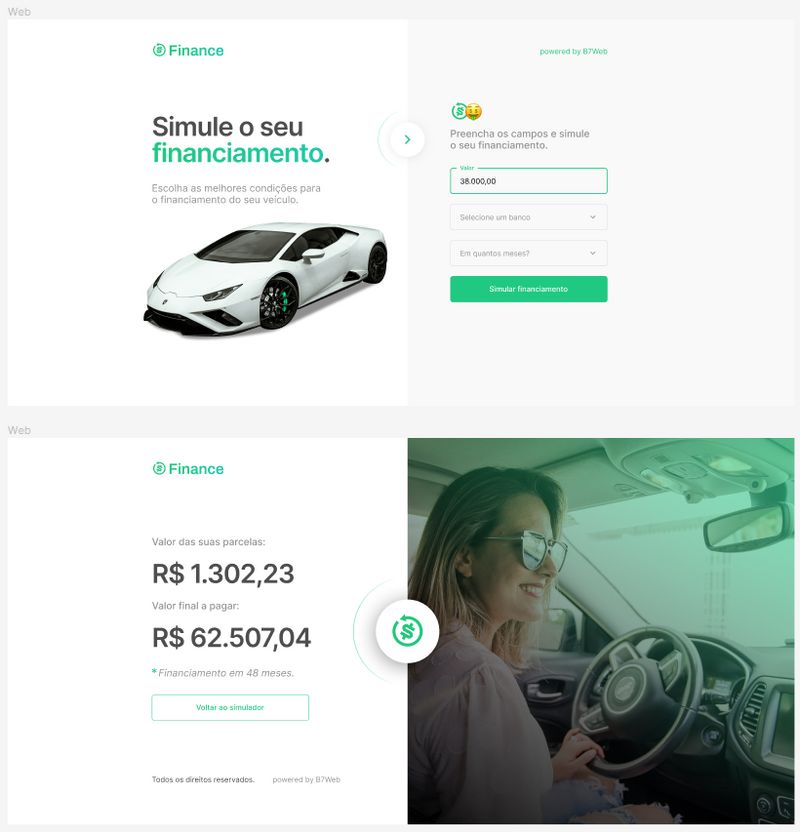 Web
Finance
powered by B7Web
Simule o seu
financiamento.
Escolha as melhores condições para
o financiamento do seu veículo.
Preencha os campos e simule
o seu financiamento.
Valor
38.000,00
Selecione um banco
Em quantos meses?
Simular financiamento
Web
Finance
Valor das suas parcelas:
R$ 1.302,23
Valor final a pagar:
R$ 62.507,04
* Financiamento em 48 meses.
Voltar ao simulador
Todos os direitos reservados. powered by B7Web